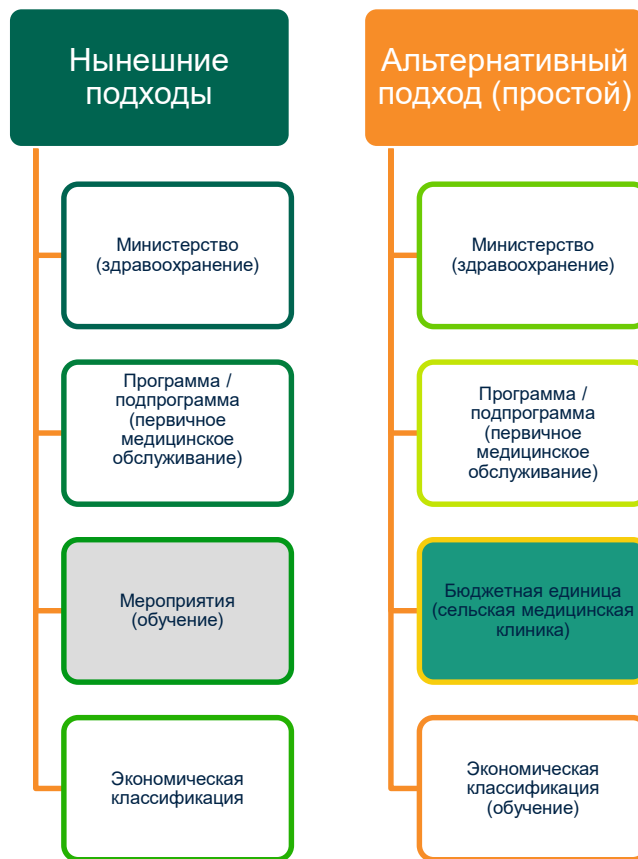 Нынешние
подходы
Министерство
(здравоохранение)
Программа /
подпрограмма
(первичное
медицинское
обслуживание)
Мероприятия
(обучение)
Экономическая
классификация
Альтернативный
подход (простой)
Министерство
(здравоохранение)
Программа /
подпрограмма
(первичное
медицинское
обслуживание)
Бюджетная единица
(сельская медицинская
клиника)
Экономическая
классификация
(обучение)